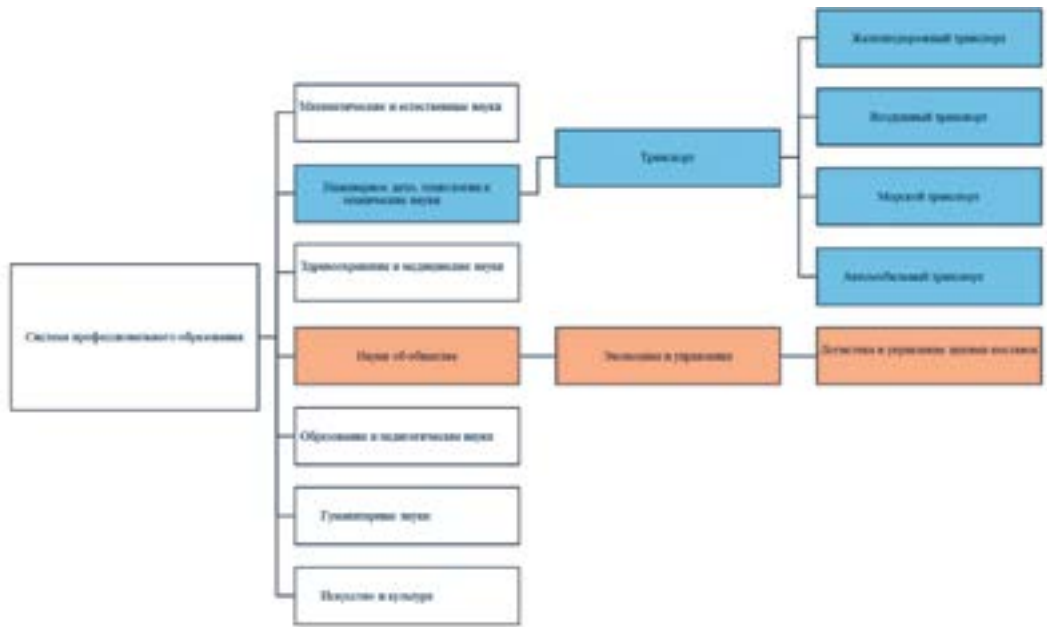 Железнодорожный транспорт
Математические и естественные науки
Воздушный транспорт
Транспорт
Инженерное дело, технологии и
технические науки
Морской транспорт
Здравоохранение и медицинские науки
Автомобильный транспорт
Система профессионального образования
Науки об обществе
Экономика и управление
Логистика и управление цепями поставок
Образование и педагогические науки
Гуманитарные науки
Искусство и культура